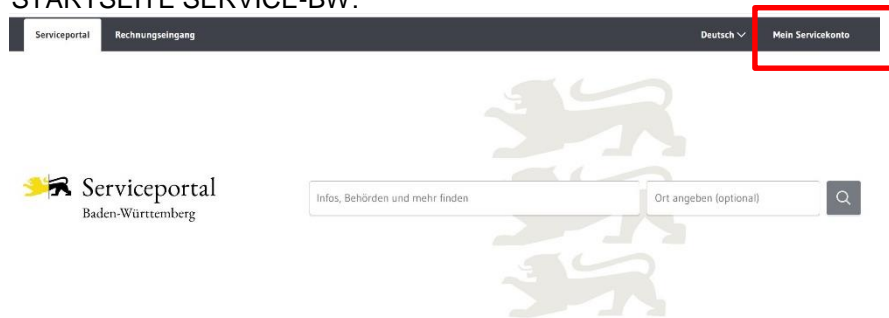 STARTSEITE SERVICE-BW:
Serviceportal Rechnungseingang Deutsch Mein Servicekonto
Serviceportal
Baden-Württemberg
Infos, Behörden und mehr finden Ort angeben (optional)